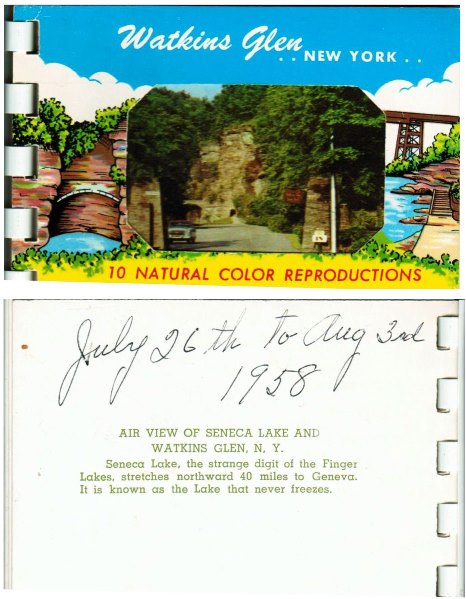 Watkins Glen
. . NEW YORK . .
10 NATURAL COLOR REPRODUCTIONS
July 26th to Aug 3rd
1958
AIR VIEW OF SENECA LAKE AND
WATKINS GLEN, N. Y.
Seneca Lake, the strange digit of the Finger
Lakes, stretches northward 40 miles to Geneva.
It is known as the Lake that never freezes.